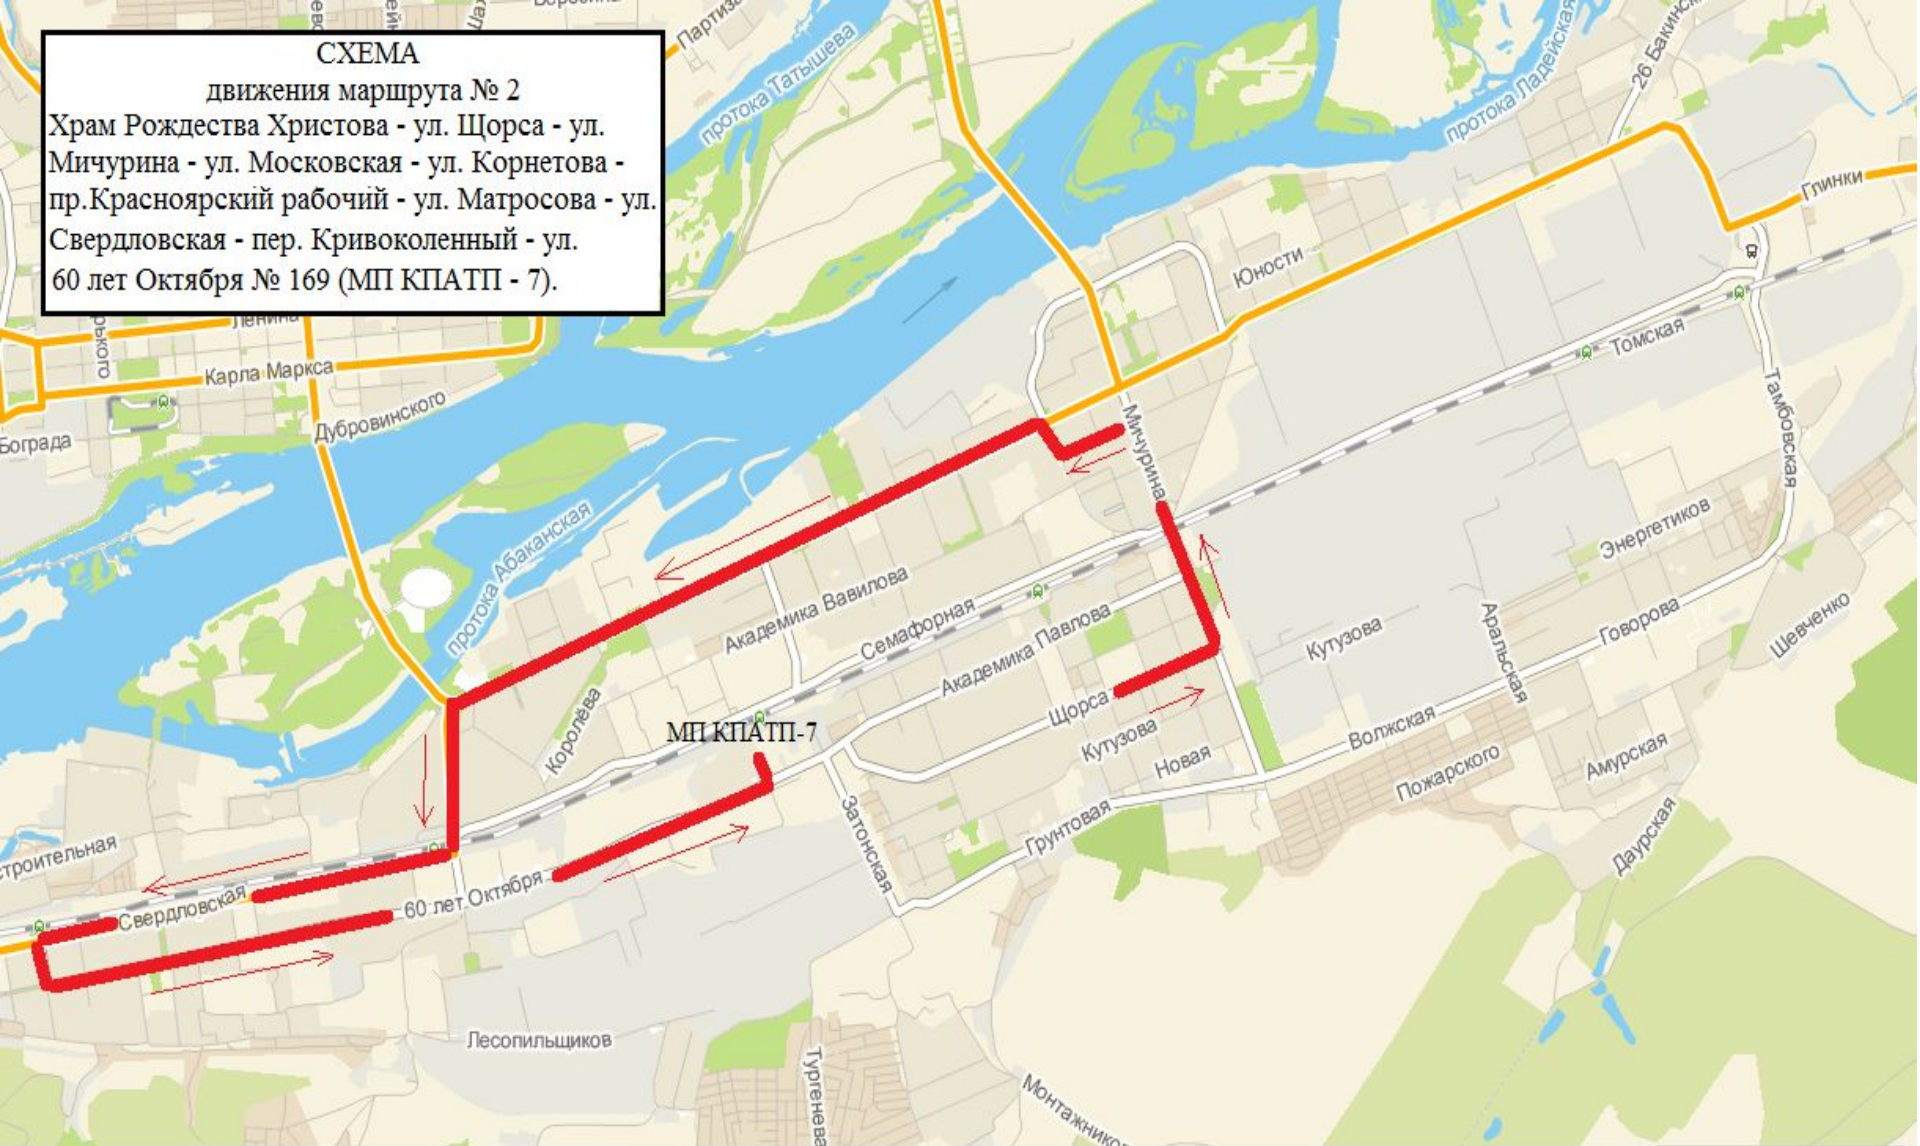 СХЕМА
движения маршрута № 2
Храм Рождества Христова - ул. Щорса - ул.
Мичурина - ул. Московская - ул. Корнетова -
пр.Красноярский рабочий - ул. Матросова - ул.
Свердловская - пер. Кривоколенный - ул.
60 лет Октября № 169 (МП КПАТП - 7).
протока Татышева
протока Ладейская
26 Бакинск
Глинки
Юности
Ленина
рького
Карла Маркса
Дубровинского
Бограда
Томская
Тамбовская
Мичурина
протока Абаканская
Энергетиков
Академика Вавилова
Семафорная
Академика Павлова
Кутузова
Аральская
Говорова
Шевченко
Королёва
МП КПАТП-7
Щорса
Кутузова
Новая
Волжская
Пожарского
Амурская
Затонская
Грунтовая
Даурская
троительная
Свердловская
60 лет Октября
Лесопильщиков
Тургенева
Монтажнико